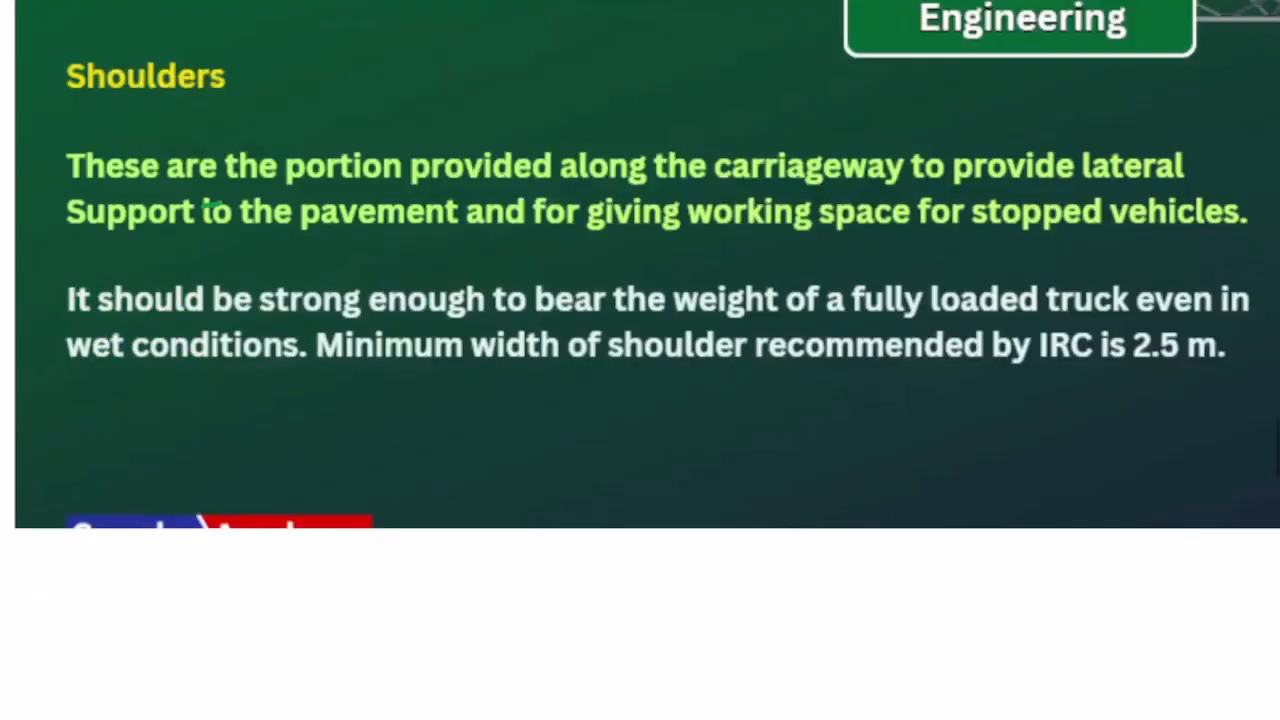 Engineering
Shoulders
These are the portion provided along the carriageway to provide lateral
Support to the pavement and for giving working space for stopped vehicles.
It should be strong enough to bear the weight of a fully loaded truck even in
wet conditions. Minimum width of shoulder recommended by IRC is 2.5 m.